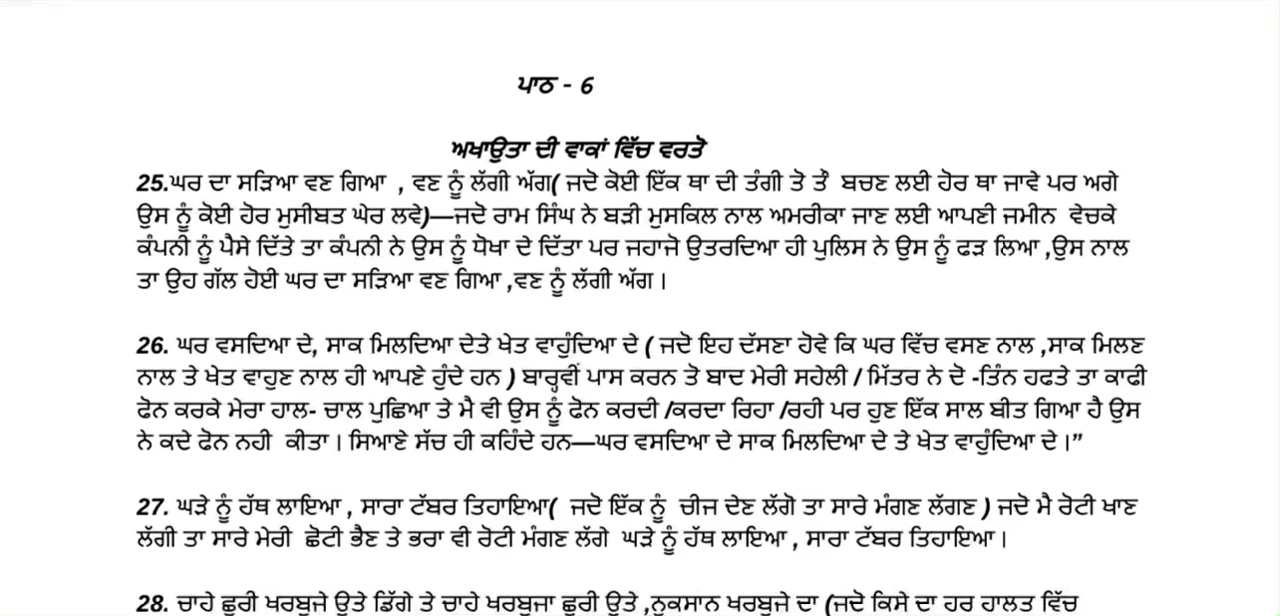 ਪਾਠ - 6
ਅਖਾਉਤਾ ਦੀ ਵਾਕਾਂ ਵਿੱਚ ਵਰਤੋ
25.ਘਰ ਦਾ ਸੜਿਆ ਵਣ ਗਿਆ , ਵਣ ਨੂੰ ਲੱਗੀ ਅੱਗ( ਜਦੋ ਕੋਈ ਇੱਕ ਥਾ ਦੀ ਤੰਗੀ ਤੋ ਤੌ ਬਚਣ ਲਈ ਹੋਰ ਥਾ ਜਾਵੇ ਪਰ ਅਗੇ
ਉਸ ਨੂੰ ਕੋਈ ਹੋਰ ਮੁਸੀਬਤ ਘੇਰ ਲਵੇ)—ਜਦੋ ਰਾਮ ਸਿੰਘ ਨੇ ਬੜੀ ਮੁਸਕਿਲ ਨਾਲ ਅਮਰੀਕਾ ਜਾਣ ਲਈ ਆਪਣੀ ਜਮੀਨ ਵੇਚਕੇ
ਕੰਪਨੀ ਨੂੰ ਪੈਸੇ ਦਿੱਤੇ ਤਾ ਕੰਪਨੀ ਨੇ ਉਸ ਨੂੰ ਧੋਖਾ ਦੇ ਦਿੱਤਾ ਪਰ ਜਹਾਜੋ ਉਤਰਦਿਆ ਹੀ ਪੁਲਿਸ ਨੇ ਉਸ ਨੂੰ ਫੜ ਲਿਆ ,ਉਸ ਨਾਲ
ਤਾ ਉਹ ਗੱਲ ਹੋਈ ਘਰ ਦਾ ਸੜਿਆ ਵਣ ਗਿਆ ,ਵਣ ਨੂੰ ਲੱਗੀ ਅੱਗ।
26. ਘਰ ਵਸਦਿਆ ਦੇ, ਸਾਕ ਮਿਲਦਿਆ ਦੇਤੇ ਖੇਤ ਵਾਹੁੰਦਿਆ ਦੇ ( ਜਦੋ ਇਹ ਦੱਸਣਾ ਹੋਵੇ ਕਿ ਘਰ ਵਿੱਚ ਵਸਣ ਨਾਲ ,ਸਾਕ ਮਿਲਣ
ਨਾਲ ਤੇ ਖੇਤ ਵਾਹੁਣ ਨਾਲ ਹੀ ਆਪਣੇ ਹੁੰਦੇ ਹਨ ) ਬਾਰ੍ਹਵੀਂ ਪਾਸ ਕਰਨ ਤੋ ਬਾਦ ਮੇਰੀ ਸਹੇਲੀ / ਮਿੱਤਰ ਨੇ ਦੋ -ਤਿੰਨ ਹਫਤੇ ਤਾ ਕਾਫੀ
ਫੋਨ ਕਰਕੇ ਮੇਰਾ ਹਾਲ- ਚਾਲ ਪੁਛਿਆ ਤੇ ਮੈ ਵੀ ਉਸ ਨੂੰ ਫੋਨ ਕਰਦੀ /ਕਰਦਾ ਰਿਹਾ /ਰਹੀ ਪਰ ਹੁਣ ਇੱਕ ਸਾਲ ਬੀਤ ਗਿਆ ਹੈ ਉਸ
ਨੇ ਕਦੇ ਫੋਨ ਨਹੀ ਕੀਤਾ। ਸਿਆਣੇ ਸੱਚ ਹੀ ਕਹਿੰਦੇ ਹਨ—ਘਰ ਵਸਦਿਆ ਦੇ ਸਾਕ ਮਿਲਦਿਆ ਦੇ ਤੇ ਖੇਤ ਵਾਹੁੰਦਿਆ ਦੇ।”
27. ਘੜੇ ਨੂੰ ਹੱਥ ਲਾਇਆ , ਸਾਰਾ ਟੱਬਰ ਤਿਹਾਇਆ( ਜਦੋ ਇੱਕ ਨੂੰ ਚੀਜ ਦੇਣ ਲੱਗੋ ਤਾ ਸਾਰੇ ਮੰਗਣ ਲੱਗਣ ) ਜਦੋ ਮੈ ਰੋਟੀ ਖਾਣ
ਲੱਗੀ ਤਾ ਸਾਰੇ ਮੇਰੀ ਛੋਟੀ ਭੈਣ ਤੇ ਭਰਾ ਵੀ ਰੋਟੀ ਮੰਗਣ ਲੱਗੇ ਘੜੇ ਨੂੰ ਹੱਥ ਲਾਇਆ , ਸਾਰਾ ਟੱਬਰ ਤਿਹਾਇਆ।
28. ਚਾਹੇ ਛੂਰੀ ਖਰਬੂਜੇ ਉਤੇ ਡਿੱਗੇ ਤੇ ਚਾਹੇ ਖਰਬੂਜਾ ਛੂਰੀ ਉਤੇ ,ਨੁਕਸਾਨ ਖਰਬੂਜੇ ਦਾ (ਜਦੋ ਕਿਸੇ ਦਾ ਹਰ ਹਾਲਤ ਵਿੱਚ